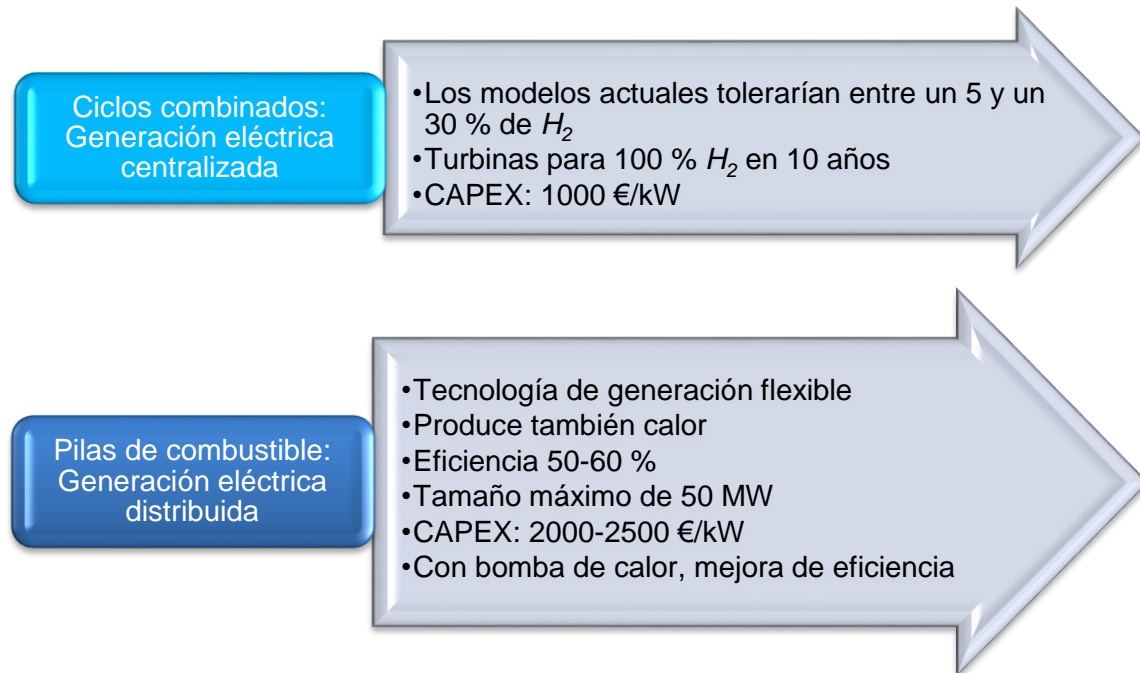 Ciclos combinados:
Generación eléctrica
centralizada
•Los modelos actuales tolerarían entre un 5 y un
30 % de H₂
•Turbinas para 100 % H₂ en 10 años
•CAPEX: 1000 €/kW
Pilas de combustible:
Generación eléctrica
distribuida
•Tecnología de generación flexible
•Produce también calor
•Eficiencia 50-60 %
•Tamaño máximo de 50 MW
•CAPEX: 2000-2500 €/kW
•Con bomba de calor, mejora de eficiencia